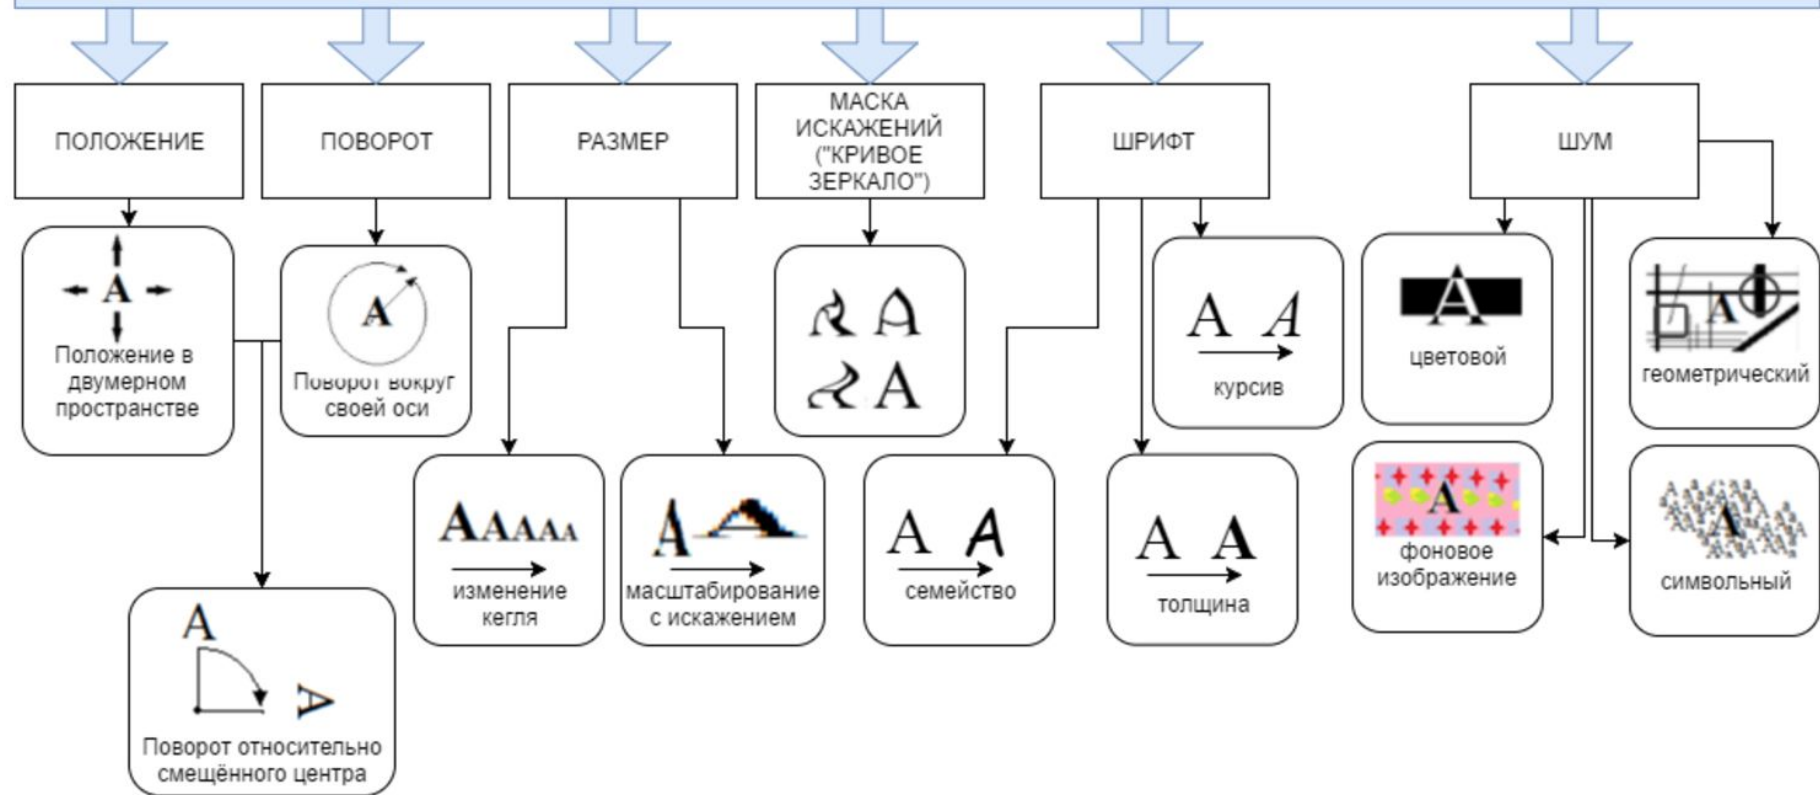 ПОЛОЖЕНИЕ
ПОВОРОТ
РАЗМЕР
МАСКА
ИСКАЖЕНИЙ
("КРИВОЕ
ЗЕРКАЛО")
ШРИФТ
ШУМ
А
Положение в
двумерном
пространстве
А
Поворот вокруг
своей оси
А А
А А
А А
курсив
А
цветовой
А
геометрический
А А А А А
изменение
кегля
А А
масштабирование
с искажением
А А
семейство
А А
толщина
А
фоновое
изображение
А
символьный
А
А
Поворот относительно
смещённого центра